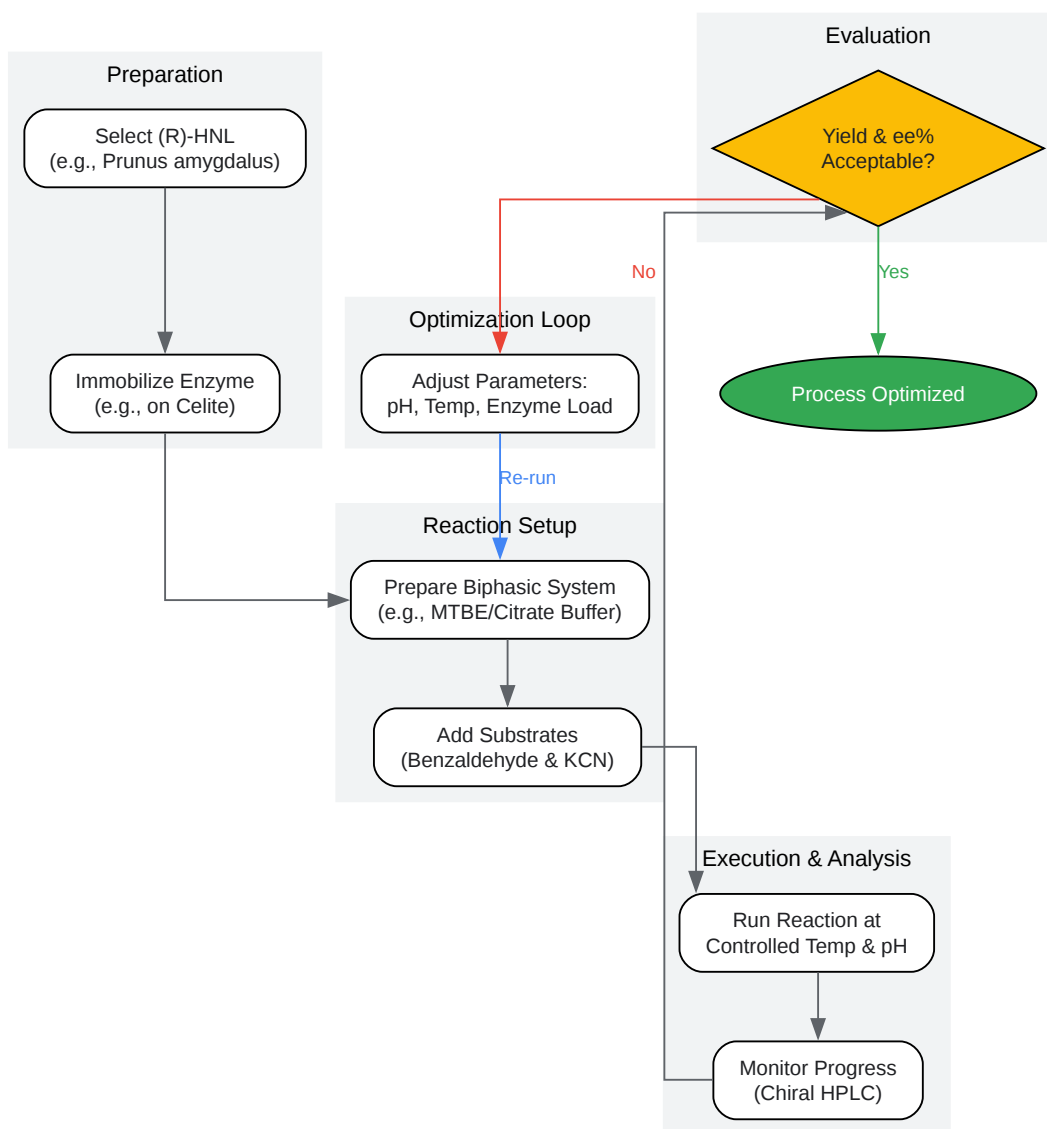 Preparation
Select (R)-HNL
(e.g., Prunus amygdalus)
Immobilize Enzyme
(e.g., on Celite)
Evaluation
Yield & ee%
Acceptable?
No
Yes
Process Optimized
Optimization Loop
Adjust Parameters:
pH, Temp, Enzyme Load
Re-run
Reaction Setup
Prepare Biphasic System
(e.g., MTBE/Citrate Buffer)
Add Substrates
(Benzaldehyde & KCN)
Execution & Analysis
Run Reaction at
Controlled Temp & pH
Monitor Progress
(Chiral HPLC)